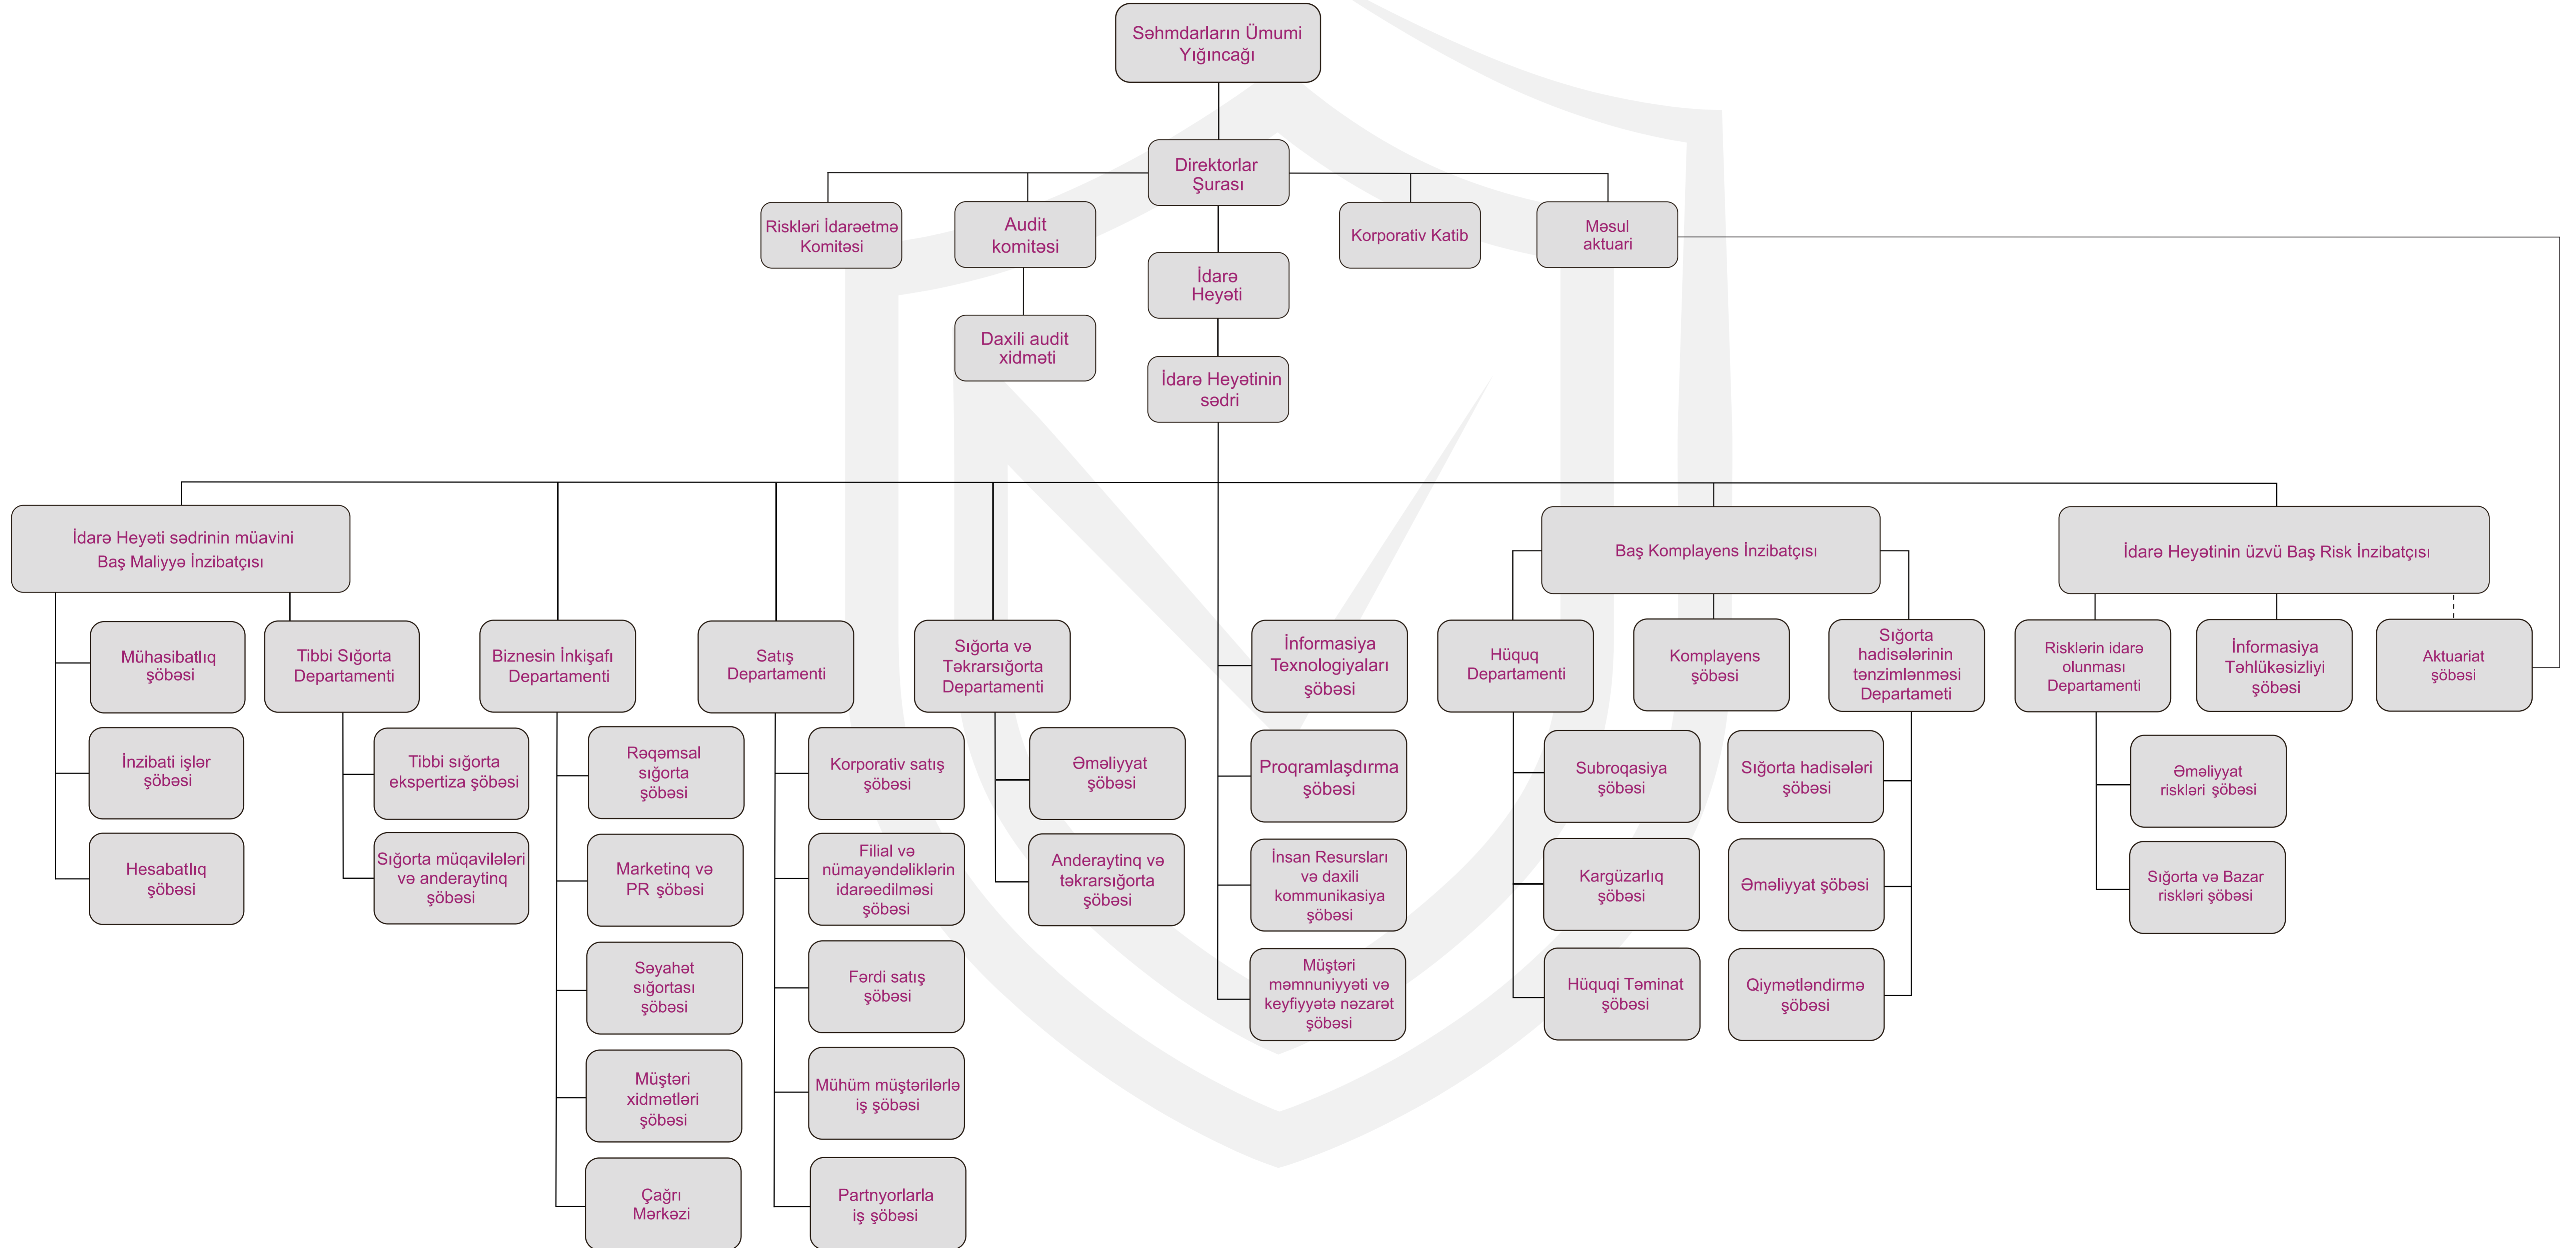 Səhmdarların Ümumi
Yığıncağı
Direktorlar
Şurası
Riskləri İdarəetmə
Komitəsi
Audit
komitəsi
Korporativ Katib
Məsul
aktuari
İdarə
Heyəti
Daxili audit
xidməti
İdarə Heyətinin
sədri
İdarə Heyəti sədrinin müavini
Baş Maliyyə İnzibatçısı
Baş Komplayens İnzibatçısı
İdarə Heyətinin üzvü Baş Risk İnzibatçısı
Mühasibatlıq
şöbəsi
İnzibati işlər
şöbəsi
Hesabatlıq
şöbəsi
Tibbi Sığorta
Departamenti
Tibbi sığorta
ekspertiza şöbəsi
Sığorta müqavilələri
və anderaytinq
şöbəsi
Biznesin İnkişafı
Departamenti
Rəqəmsal
sığorta
şöbəsi
Marketinq və
PR şöbəsi
Səyahət
sığortası
şöbəsi
Müştəri
xidmətləri
şöbəsi
Çağrı
Mərkəzi
Satış
Departamenti
Korporativ satış
şöbəsi
Filial və
nümayəndəliklərin
idarəedilməsi
şöbəsi
Fərdi satış
şöbəsi
Mühüm müştərilərlə
iş şöbəsi
Partnyorlarla
iş şöbəsi
Sığorta və
Təkrarsığorta
Departamenti
Əməliyyat
şöbəsi
Anderaytinq və
təkrarsığorta
şöbəsi
İnformasiya
Texnologiyaları
şöbəsi
Proqramlaşdırma
şöbəsi
İnsan Resursları
və daxili
kommunikasiya
şöbəsi
Müştəri
məmnuniyyəti və
keyfiyyətə nəzarət
şöbəsi
Hüquq
Departamenti
Subroqasiya
şöbəsi
Kargüzarlıq
şöbəsi
Hüquqi Təminat
şöbəsi
Komplayens
şöbəsi
Sığorta
hadisələrinin
tənzimlənməsi
Departameti
Sığorta hadisələri
şöbəsi
Əməliyyat şöbəsi
Qiymətləndirmə
şöbəsi
Risklərin idarə
olunması
Departamenti
Əməliyyat
riskləri şöbəsi
Sığorta və Bazar
riskləri şöbəsi
İnformasiya
Təhlükəsizliyi
şöbəsi
Aktuariat
şöbəsi